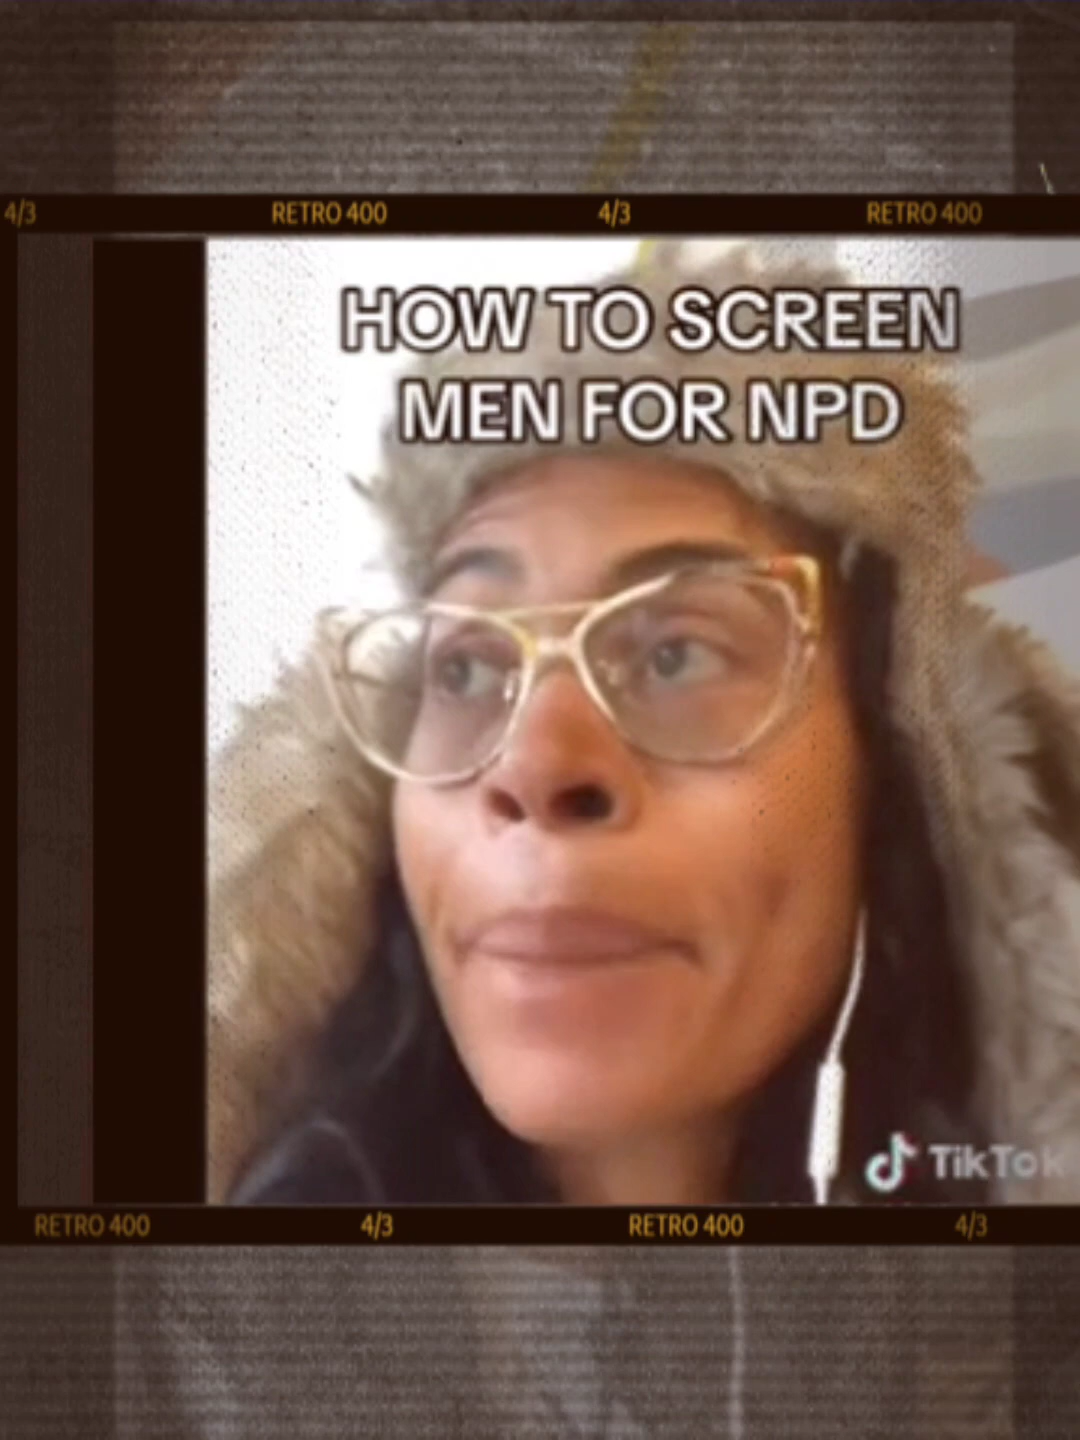 4/3 RETRO 400 4/3 RETRO 400
HOW TO SCREEN
MEN FOR NPD
TikTok
RETRO 400 4/3 RETRO 400 4/3